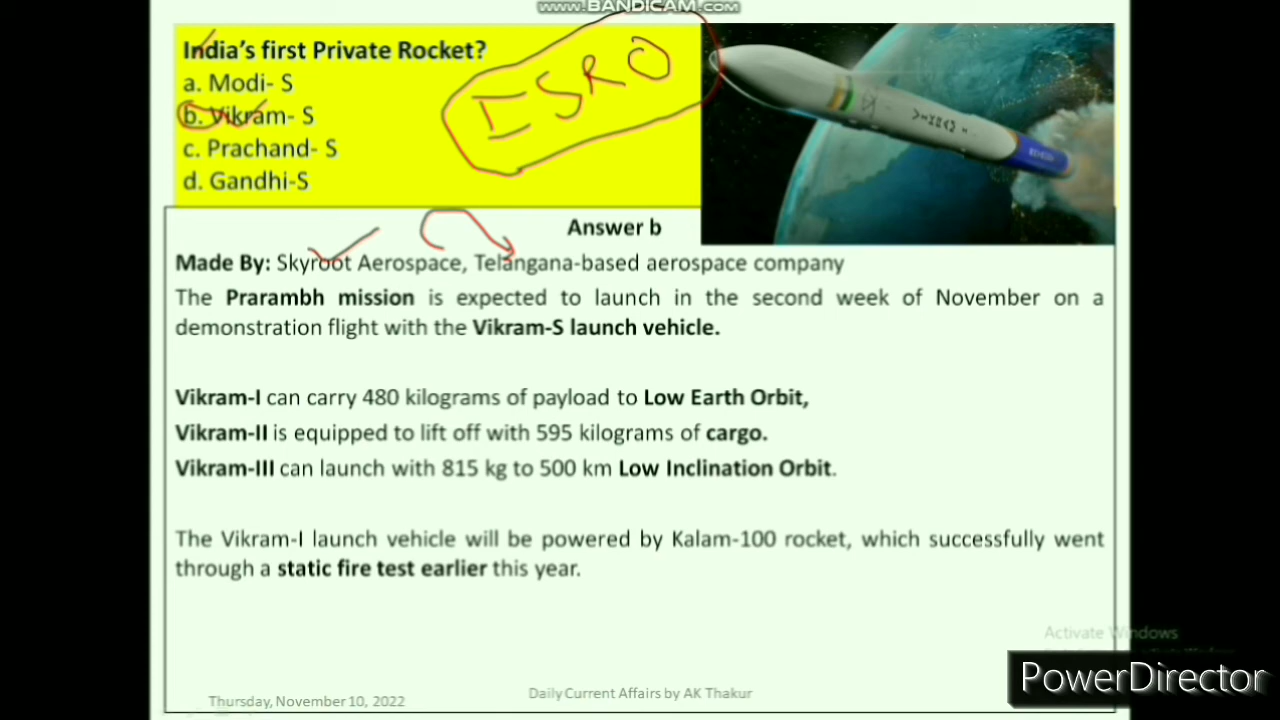 WWW.BANDICAM.COM
India's first Private Rocket?
a. Modi- S
b. Vikram- S
c. Prachand- S
d. Gandhi-S
ISRO
Answer b
Made By: Skyroot Aerospace, Telangana-based aerospace company
The Prarambh mission is expected to launch in the second week of November on a
demonstration flight with the Vikram-S launch vehicle.
Vikram-I can carry 480 kilograms of payload to Low Earth Orbit,
Vikram-II is equipped to lift off with 595 kilograms of cargo.
Vikram-III can launch with 815 kg to 500 km Low Inclination Orbit.
The Vikram-I launch vehicle will be powered by Kalam-100 rocket, which successfully went
through a static fire test earlier this year.
Activate Windows
PowerDirector
Thursday, November 10, 2022
Daily Current Affairs by AK Thakur